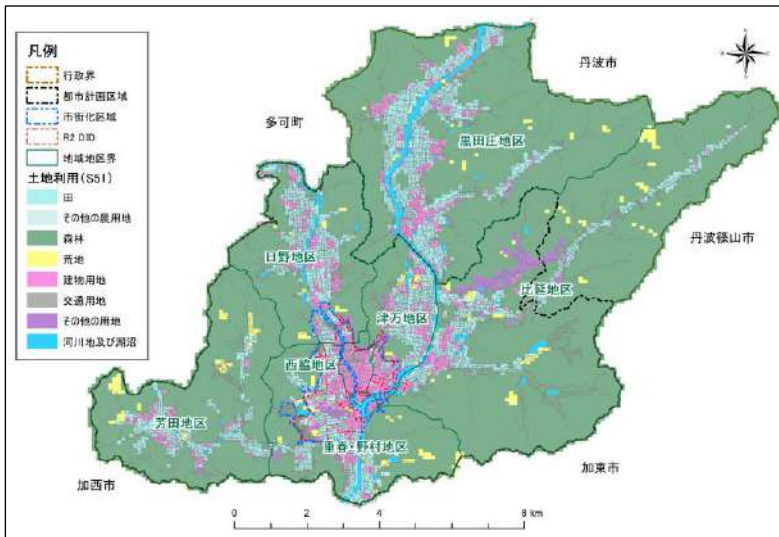 凡例
行政界
都市計画区域
市街化区域
R2 DID
地域地区界
土地利用(S51)
田
その他の農用地
森林
荒地
建物用地
交通用地
その他の用地
河川地及び湖沼
丹波市
多可町
黒田庄地区
丹波篠山市
日野地区
比延地区
津万地区
西脇地区
芳田地区
重春・野村地区
加東市
加西市
0 2 4 8 km